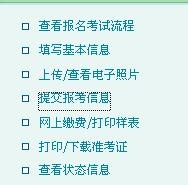 查看报名考试流程
填写基本信息
上传/查看电子照片
提交报考信息
网上缴费/打印样表
打印/下载准考证
查看状态信息